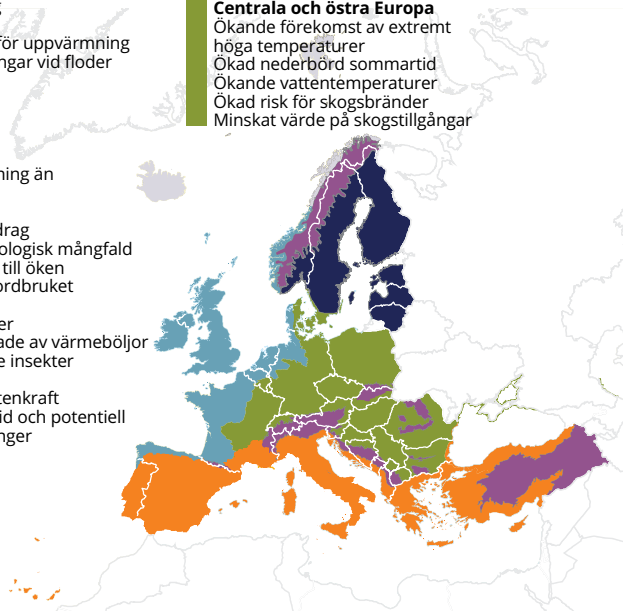 för uppvärmning
ngar vid floder
ning än
drag
ologisk mångfald
till öken
ordbruket
er
ade av värmeböljor
e insekter
tenkraft
id och potentiell
nger
Centrala och östra Europa
Ökande förekomst av extremt
höga temperaturer
Ökad nederbörd sommartid
Ökande vattentemperaturer
Ökad risk för skogsbränder
Minskat värde på skogstillgångar